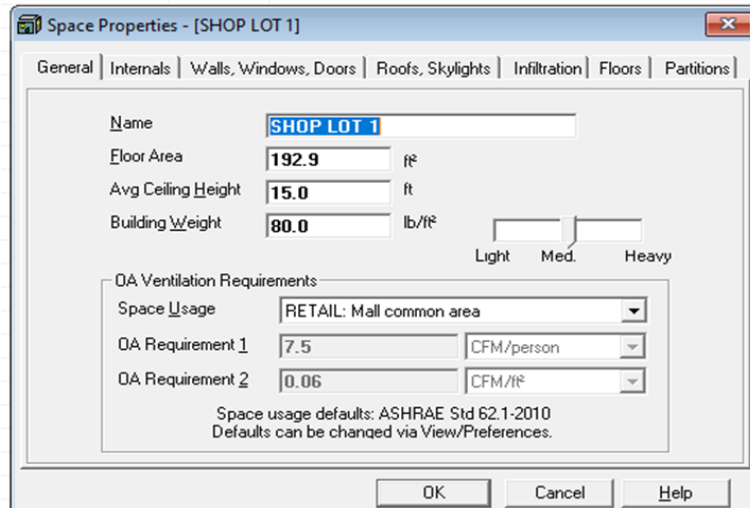 Space Properties - [SHOP LOT 1]
General Internals Walls, Windows, Doors Roofs, Skylights Infiltration Floors Partitions
Name SHOP LOT 1
Floor Area 192.9 ft²
Avg Ceiling Height 15.0 ft
Building Weight 80.0 lb/ft²
Light Med. Heavy
OA Ventilation Requirements
Space Usage RETAIL: Mall common area
OA Requirement 1 7.5 CFM/person
OA Requirement 2 0.06 CFM/ft²
Space usage defaults: ASHRAE Std 62.1-2010
Defaults can be changed via View/Preferences.
OK Cancel Help